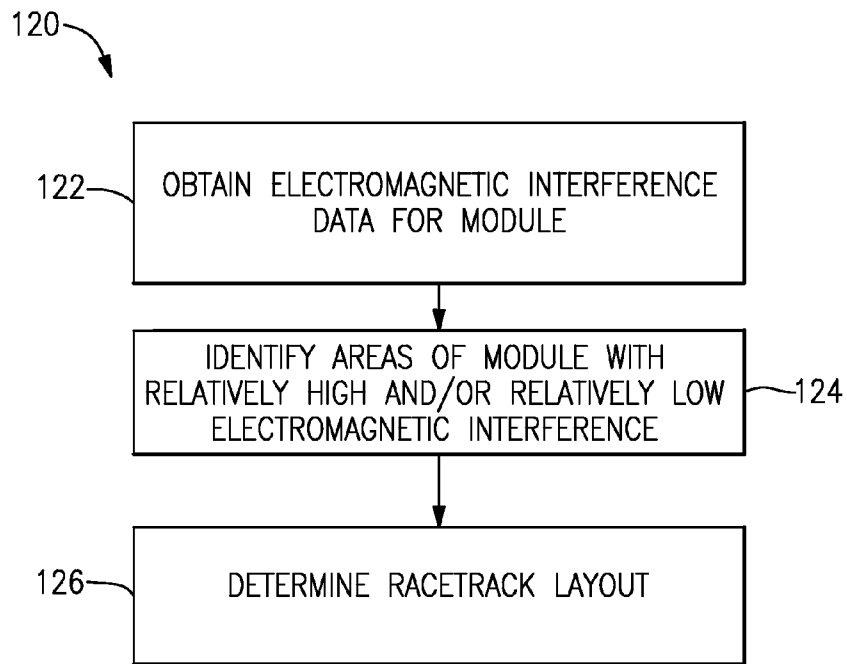 120
122
OBTAIN ELECTROMAGNETIC INTERFERENCE
DATA FOR MODULE
IDENTIFY AREAS OF MODULE WITH
RELATIVELY HIGH AND/OR RELATIVELY LOW
ELECTROMAGNETIC INTERFERENCE
124
126
DETERMINE RACETRACK LAYOUT